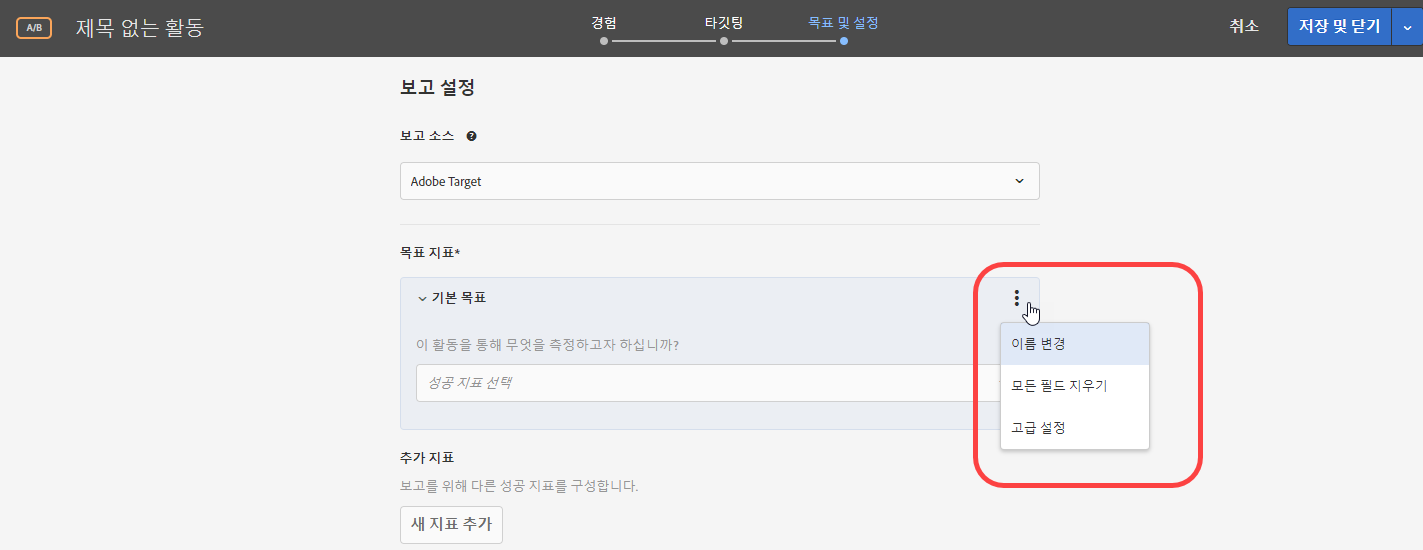 A/B
제목 없는 활동
경험
타깃팅
목표 및 설정
취소
저장 및 닫기
보고 설정
보고 소스
Adobe Target
목표 지표*
기본 목표
이 활동을 통해 무엇을 측정하고자 하십니까?
성공 지표 선택
이름 변경
모든 필드 지우기
고급 설정
추가 지표
보고를 위해 다른 성공 지표를 구성합니다.
새 지표 추가